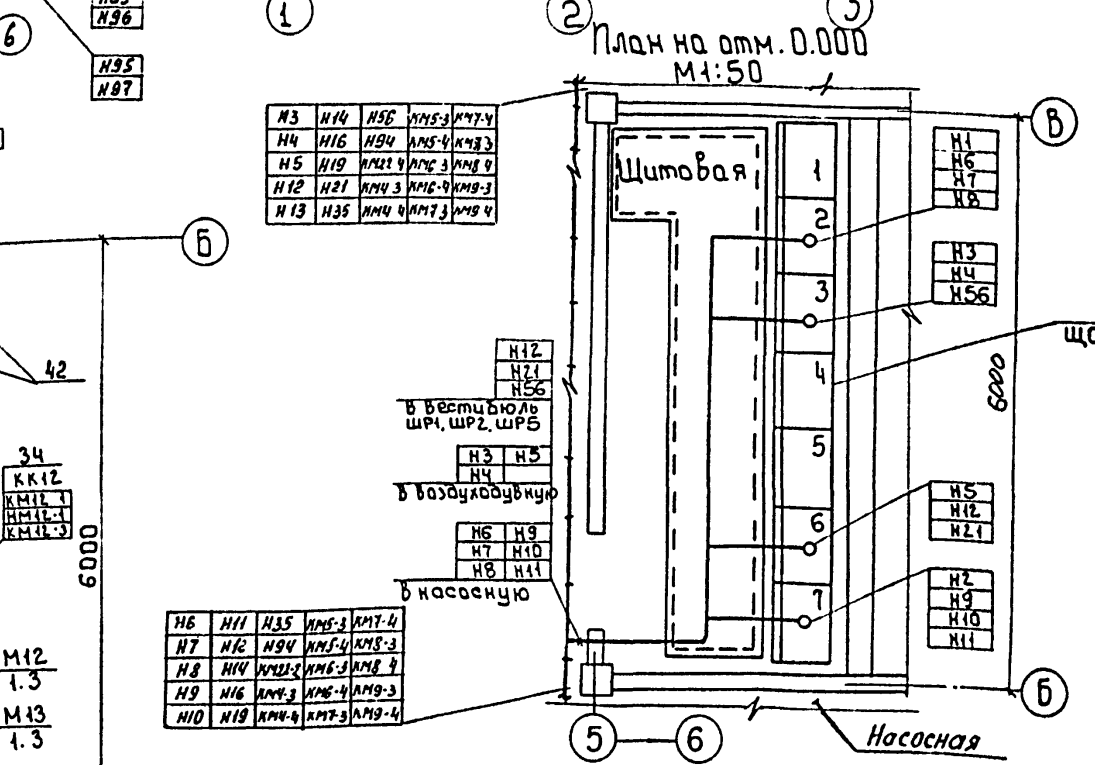 6
Н96
Н95
Н97
1
2
3
План на отм. 0.000
М1:50
Н3 Н14 Н56 КМ5-3 КМ7-4
Н4 Н16 Н94 КМ5-4
Н5 Н19 КМ6 3 КМ8 4
Н12 Н21 КМ4 3 КМ6-4 КМ9-3
Н13 Н35 КМ4 4 КМ7 3 КМ9 4
Щитовая
1
2
3
4
5
6
7
В
Н1
Н6
Н7
Н8
Н3
Н4
Н56
Б
42
6000
Н12
Н21
Н56
в вестибюль
ШР1, ШР2, ШР5
Н3 Н5
Н4
в воздуходувную
Н6 Н9
Н7 Н10
Н8 Н11
в насосную
34
КК12
КМ12 1
НМ12-1
КМ12-3
6000
Н5
Н12
Н21
Н2
Н9
Н10
Н11
Н6 Н11 Н35 КМ5-3 КМ7-4
Н7 Н12 Н94 КМ5-4 КМ8-3
Н8 Н14 КМ6-3 КМ8 4
Н9 Н16 КМ4-3 КМ6-4 КМ9-3
Н10 Н19 КМ4-4 КМ7-3 КМ9-4
М12
1.3
М13
1.3
5
6
Б
Насосная